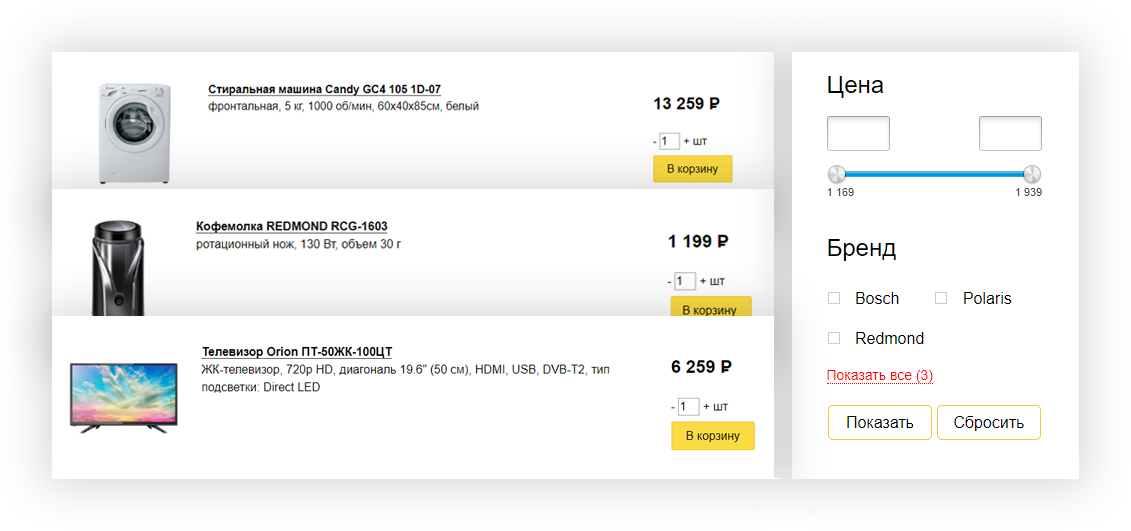 Стиральная машина Candy GC4 105 1D-07
фронтальная, 5 кг, 1000 об/мин, 60x40x85см, белый
13 259 ₽
- 1 + шт
В корзину
Кофемолка REDMOND RCG-1603
ротационный нож, 130 Вт, объем 30 г
1 199 ₽
- 1 + шт
В корзину
Телевизор Orion ПТ-50ЖК-100ЦТ
ЖК-телевизор, 720p HD, диагональ 19.6" (50 см), HDMI, USB, DVB-T2, тип
подсветки: Direct LED
6 259 ₽
- 1 + шт
В корзину
Цена
1 169 1 939
Бренд
Bosch Polaris
Redmond
Показать все (3)
Показать Сбросить